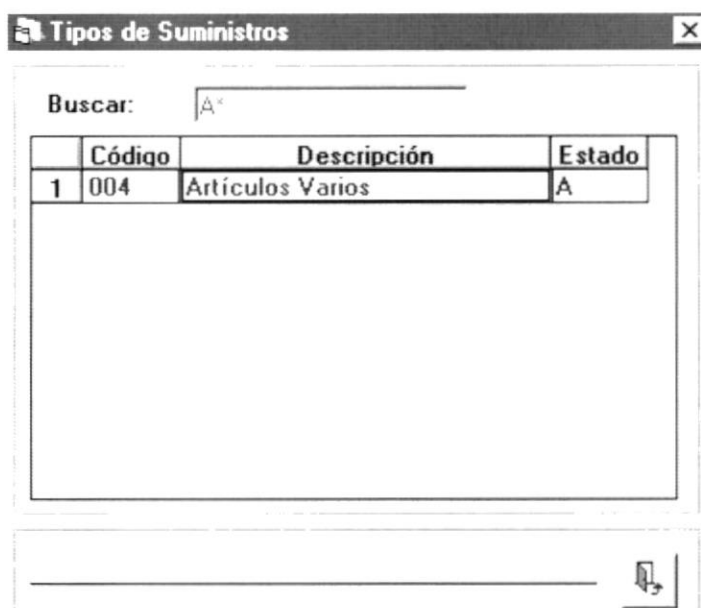 Tipos de Suministros
Buscar: A*
Código Descripción Estado
1 004 Artículos Varios A